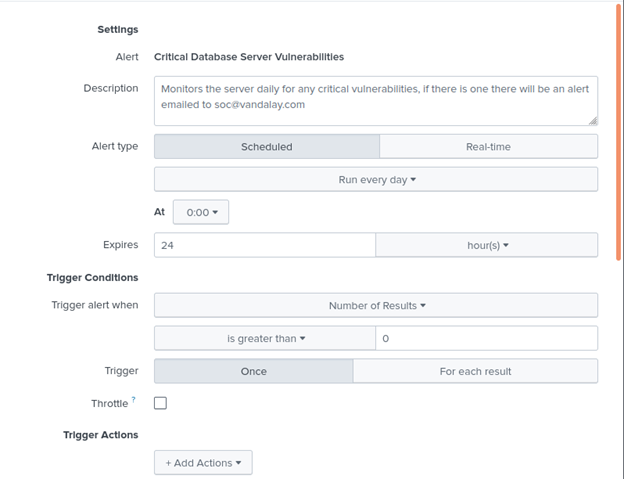 Settings
Alert Critical Database Server Vulnerabilities
Description Monitors the server daily for any critical vulnerabilities, if there is one there will be an alert
emailed to soc@vandalay.com
Alert type Scheduled Real-time
Run every day
At 0:00
Expires 24 hour(s)
Trigger Conditions
Trigger alert when Number of Results
is greater than 0
Trigger Once For each result
Throttle ?
Trigger Actions
+ Add Actions